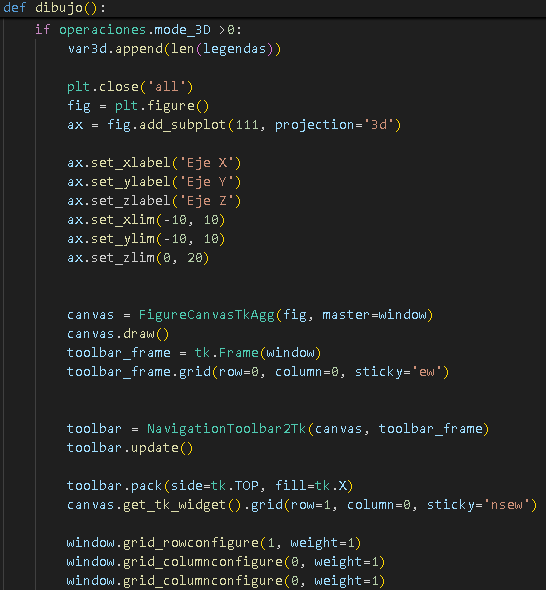 def dibujo():
if operaciones.mode_3D >0:
var3d.append(len(legendas))
plt.close('all')
fig = plt.figure()
ax = fig.add_subplot(111, projection='3d')
ax.set_xlabel('Eje X')
ax.set_ylabel('Eje Y')
ax.set_zlabel('Eje Z')
ax.set_xlim(-10, 10)
ax.set_ylim(-10, 10)
ax.set_zlim(0, 20)
canvas = FigureCanvasTkAgg(fig, master=window)
canvas.draw()
toolbar_frame = tk.Frame(window)
toolbar_frame.grid(row=0, column=0, sticky='ew')
toolbar = NavigationToolbar2Tk(canvas, toolbar_frame)
toolbar.update()
toolbar.pack(side=tk.TOP, fill=tk.X)
canvas.get_tk_widget().grid(row=1, column=0, sticky='nsew')
window.grid_rowconfigure(1, weight=1)
window.grid_columnconfigure(0, weight=1)
window.grid_columnconfigure(0, weight=1)